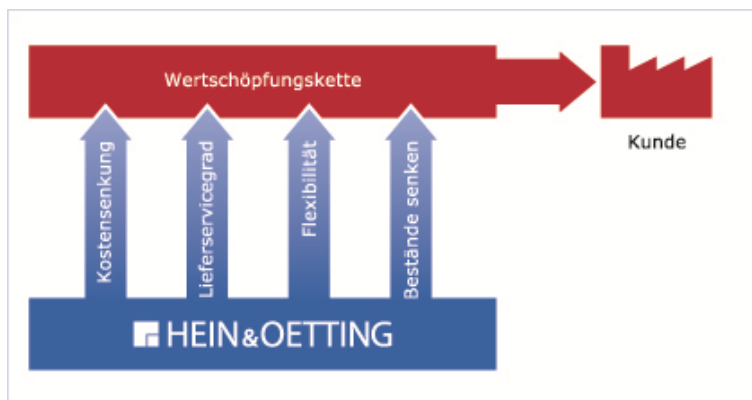 Wertschöpfungskette
Kunde
Kostensenkung
Lieferservicegrad
Flexibilität
Bestände senken
HEIN&OETTING